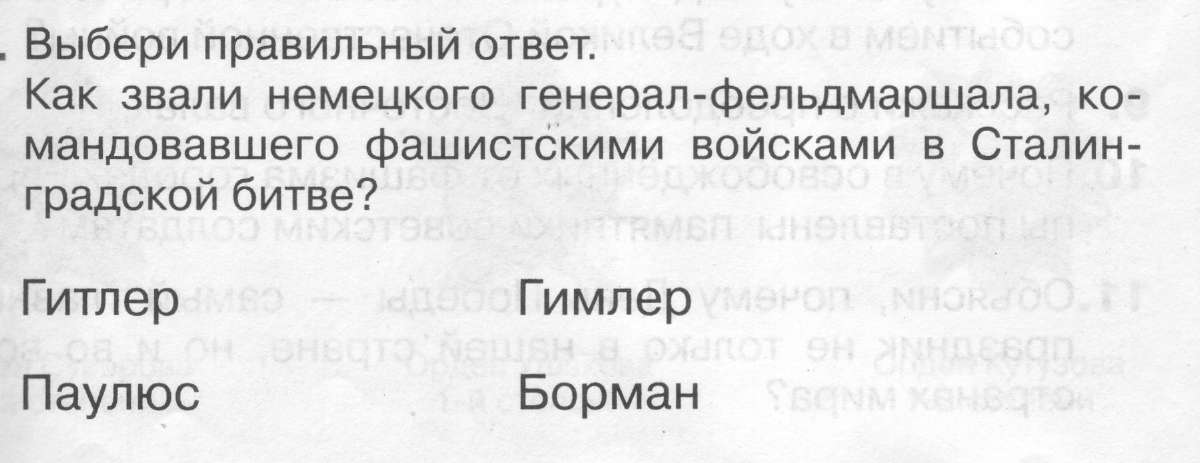 . Выбери правильный ответ.
Как звали немецкого генерал-фельдмаршала, ко-
мандовавшего фашистскими войсками в Сталин-
градской битве?
Гитлер Гимлер
Паулюс Борман